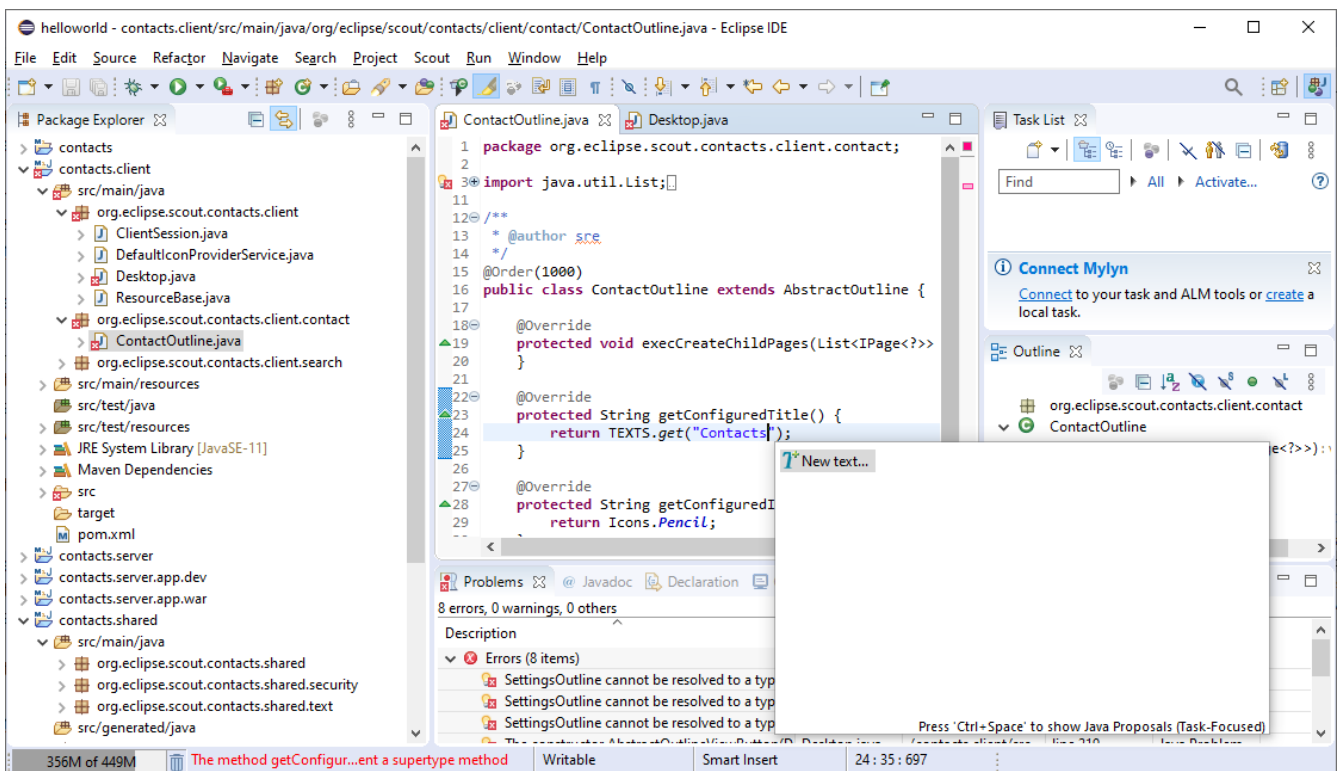 helloworld - contacts.client/src/main/java/org/eclipse/scout/contacts/client/contact/ContactOutline.java - Eclipse IDE
File Edit Source Refactor Navigate Search Project Scout Run Window Help
Package Explorer
contacts
contacts.client
src/main/java
org.eclipse.scout.contacts.client
ClientSession.java
DefaultIconProviderService.java
Desktop.java
ResourceBase.java
org.eclipse.scout.contacts.client.contact
ContactOutline.java
org.eclipse.scout.contacts.client.search
src/main/resources
src/test/java
src/test/resources
JRE System Library [JavaSE-11]
Maven Dependencies
src
target
pom.xml
contacts.server
contacts.server.app.dev
contacts.server.app.war
contacts.shared
src/main/java
org.eclipse.scout.contacts.shared
org.eclipse.scout.contacts.shared.security
org.eclipse.scout.contacts.shared.text
src/generated/java
ContactOutline.java Desktop.java
1 package org.eclipse.scout.contacts.client.contact;
2
3 import java.util.List;
11
12 /**
13 * @author sre
14 */
15 @Order(1000)
16 public class ContactOutline extends AbstractOutline {
17
18 @Override
19 protected void execCreateChildPages(List<IPage<?>>
20 }
21
22 @Override
23 protected String getConfiguredTitle() {
24 return TEXTS.get("Contacts");
25 }
26
27 @Override
28 protected String getConfiguredI
29 return Icons.Pencil;
New text...
Press 'Ctrl+Space' to show Java Proposals (Task-Focused)
Problems @ Javadoc Declaration
8 errors, 0 warnings, 0 others
Description
Errors (8 items)
SettingsOutline cannot be resolved to a typ
SettingsOutline cannot be resolved to a typ
SettingsOutline cannot be resolved to a typ
Task List
Find All Activate...
Connect Mylyn
Connect to your task and ALM tools or create a
local task.
Outline
org.eclipse.scout.contacts.client.contact
ContactOutline
ge<?>>) : v
356M of 449M The method getConfigur...ent a supertype method Writable Smart Insert 24 : 35 : 697